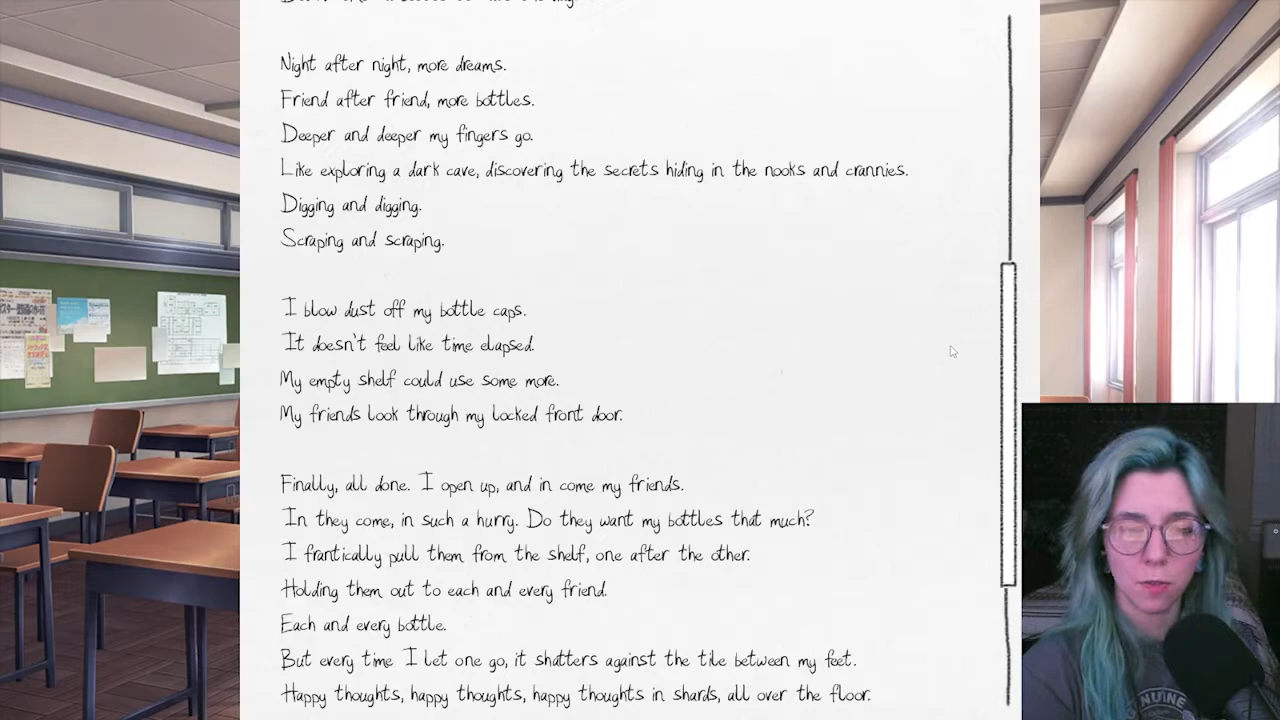 Night after night, more dreams.
Friend after friend, more bottles.
Deeper and deeper my fingers go.
Like exploring a dark cave, discovering the secrets hiding in the nooks and crannies.
Digging and digging.
Scraping and scraping.
I blow dust off my bottle caps.
It doesn't feel like time elapsed.
My empty shelf could use some more.
My friends look through my locked front door.
Finally, all done. I open up, and in come my friends.
In they come, in such a hurry. Do they want my bottles that much?
I frantically pull them from the shelf, one after the other.
Holding them out to each and every friend.
Each and every bottle.
But every time I let one go, it shatters against the tile between my feet.
Happy thoughts, happy thoughts, happy thoughts in shards, all over the floor.